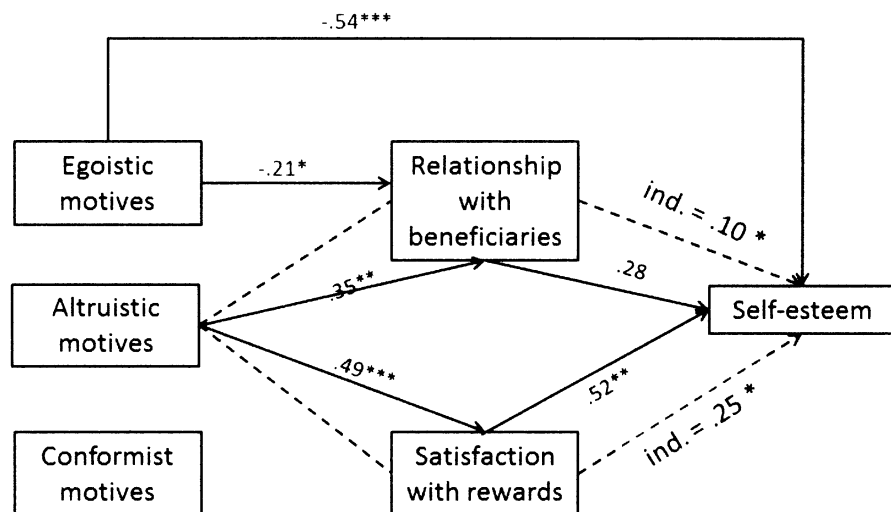 -.54***
Egoistic
motives
-.21*
Relationship
with
beneficiaries
ind. = .10 *
.35**
.28
Altruistic
motives
Self-esteem
.49***
.52**
ind. = .25 *
Conformist
motives
Satisfaction
with rewards